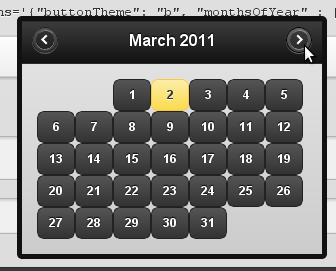 ns='{"buttonTheme": "b", "monthsOfYear" : [
March 2011
1 2 3 4 5
6 7 8 9 10 11 12
13 14 15 16 17 18 19
20 21 22 23 24 25 26
27 28 29 30 31